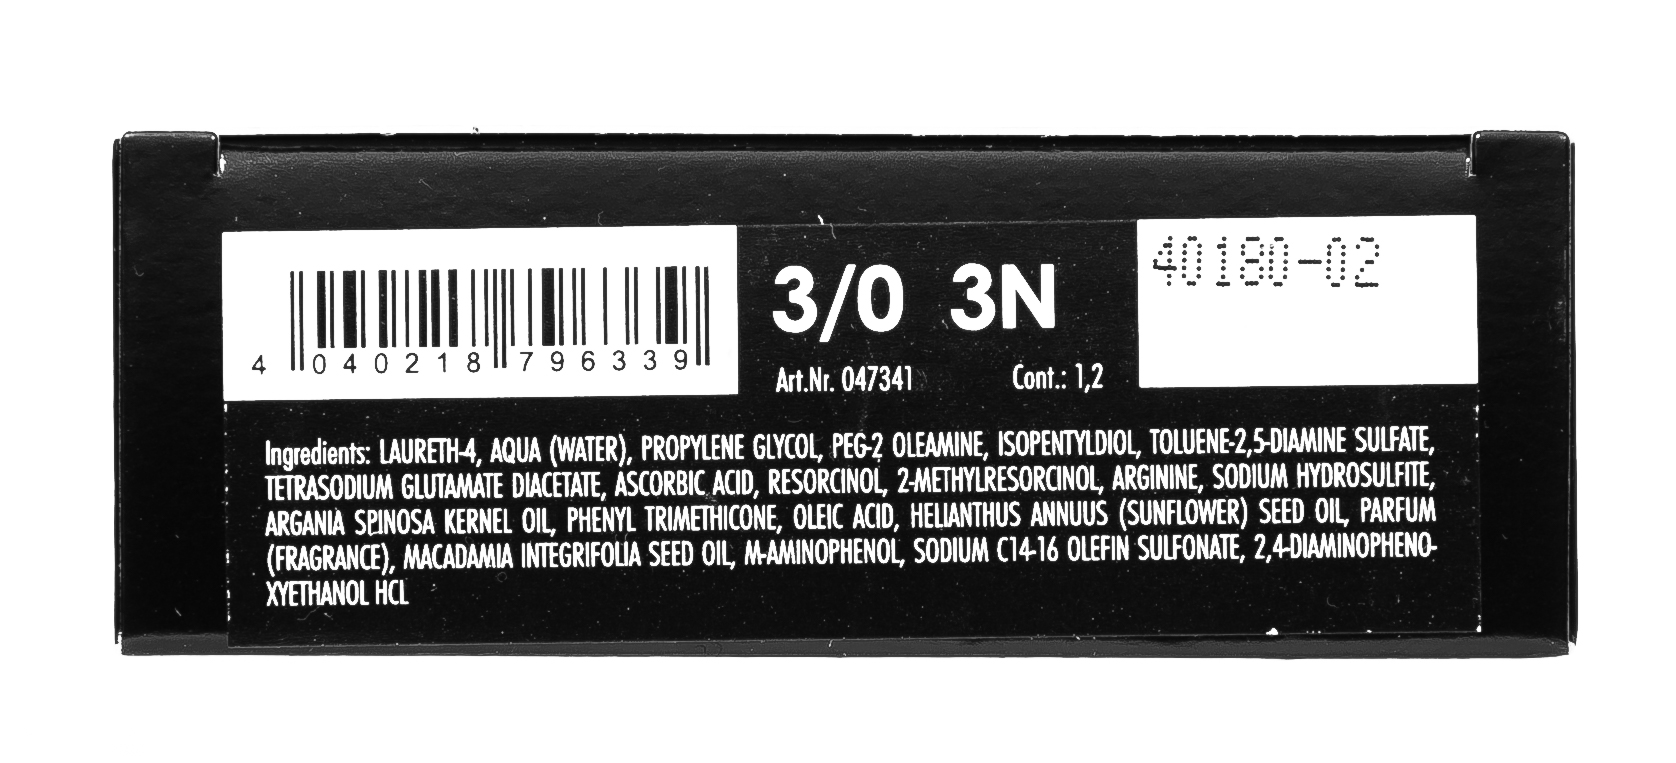 4 040218 796339
3/0 3N
Art.Nr. 047341 Cont.: 1,2
40180-02
Ingredients: LAURETH-4, AQUA (WATER), PROPYLENE GLYCOL, PEG-2 OLEAMINE, ISOPENTYLDIOL, TOLUENE-2,5-DIAMINE SULFATE,
TETRASODIUM GLUTAMATE DIACETATE, ASCORBIC ACID, RESORCINOL, 2-METHYLRESORCINOL, ARGININE, SODIUM HYDROSULFITE,
ARGANIA SPINOSA KERNEL OIL, PHENYL TRIMETHICONE, OLEIC ACID, HELIANTHUS ANNUUS (SUNFLOWER) SEED OIL, PARFUM
(FRAGRANCE), MACADAMIA INTEGRIFOLIA SEED OIL, M-AMINOPHENOL, SODIUM C14-16 OLEFIN SULFONATE, 2,4-DIAMINOPHENO-
XYETHANOL HCL